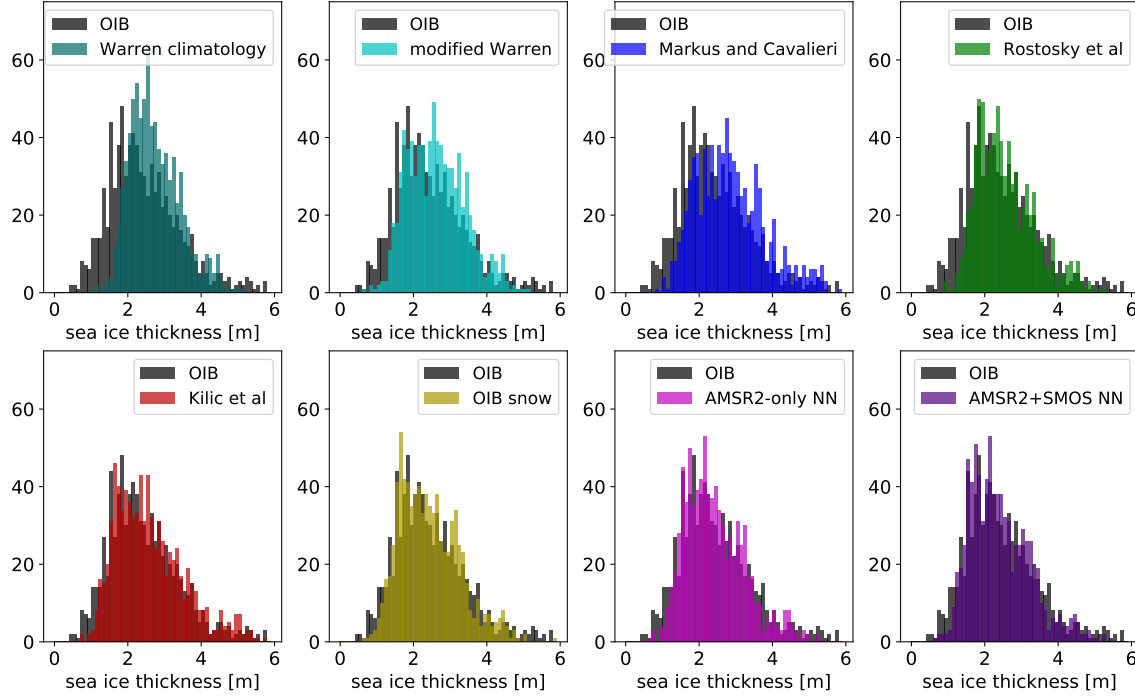 OIB
Warren climatology
60
40
20
0
0 2 4 6
sea ice thickness [m]
OIB
modified Warren
60
40
20
0
0 2 4 6
sea ice thickness [m]
OIB
Markus and Cavalieri
60
40
20
0
0 2 4 6
sea ice thickness [m]
OIB
Rostosky et al
60
40
20
0
0 2 4 6
sea ice thickness [m]
OIB
Kilic et al
60
40
20
0
0 2 4 6
sea ice thickness [m]
OIB
OIB snow
60
40
20
0
0 2 4 6
sea ice thickness [m]
OIB
AMSR2-only NN
60
40
20
0
0 2 4 6
sea ice thickness [m]
OIB
AMSR2+SMOS NN
60
40
20
0
0 2 4 6
sea ice thickness [m]